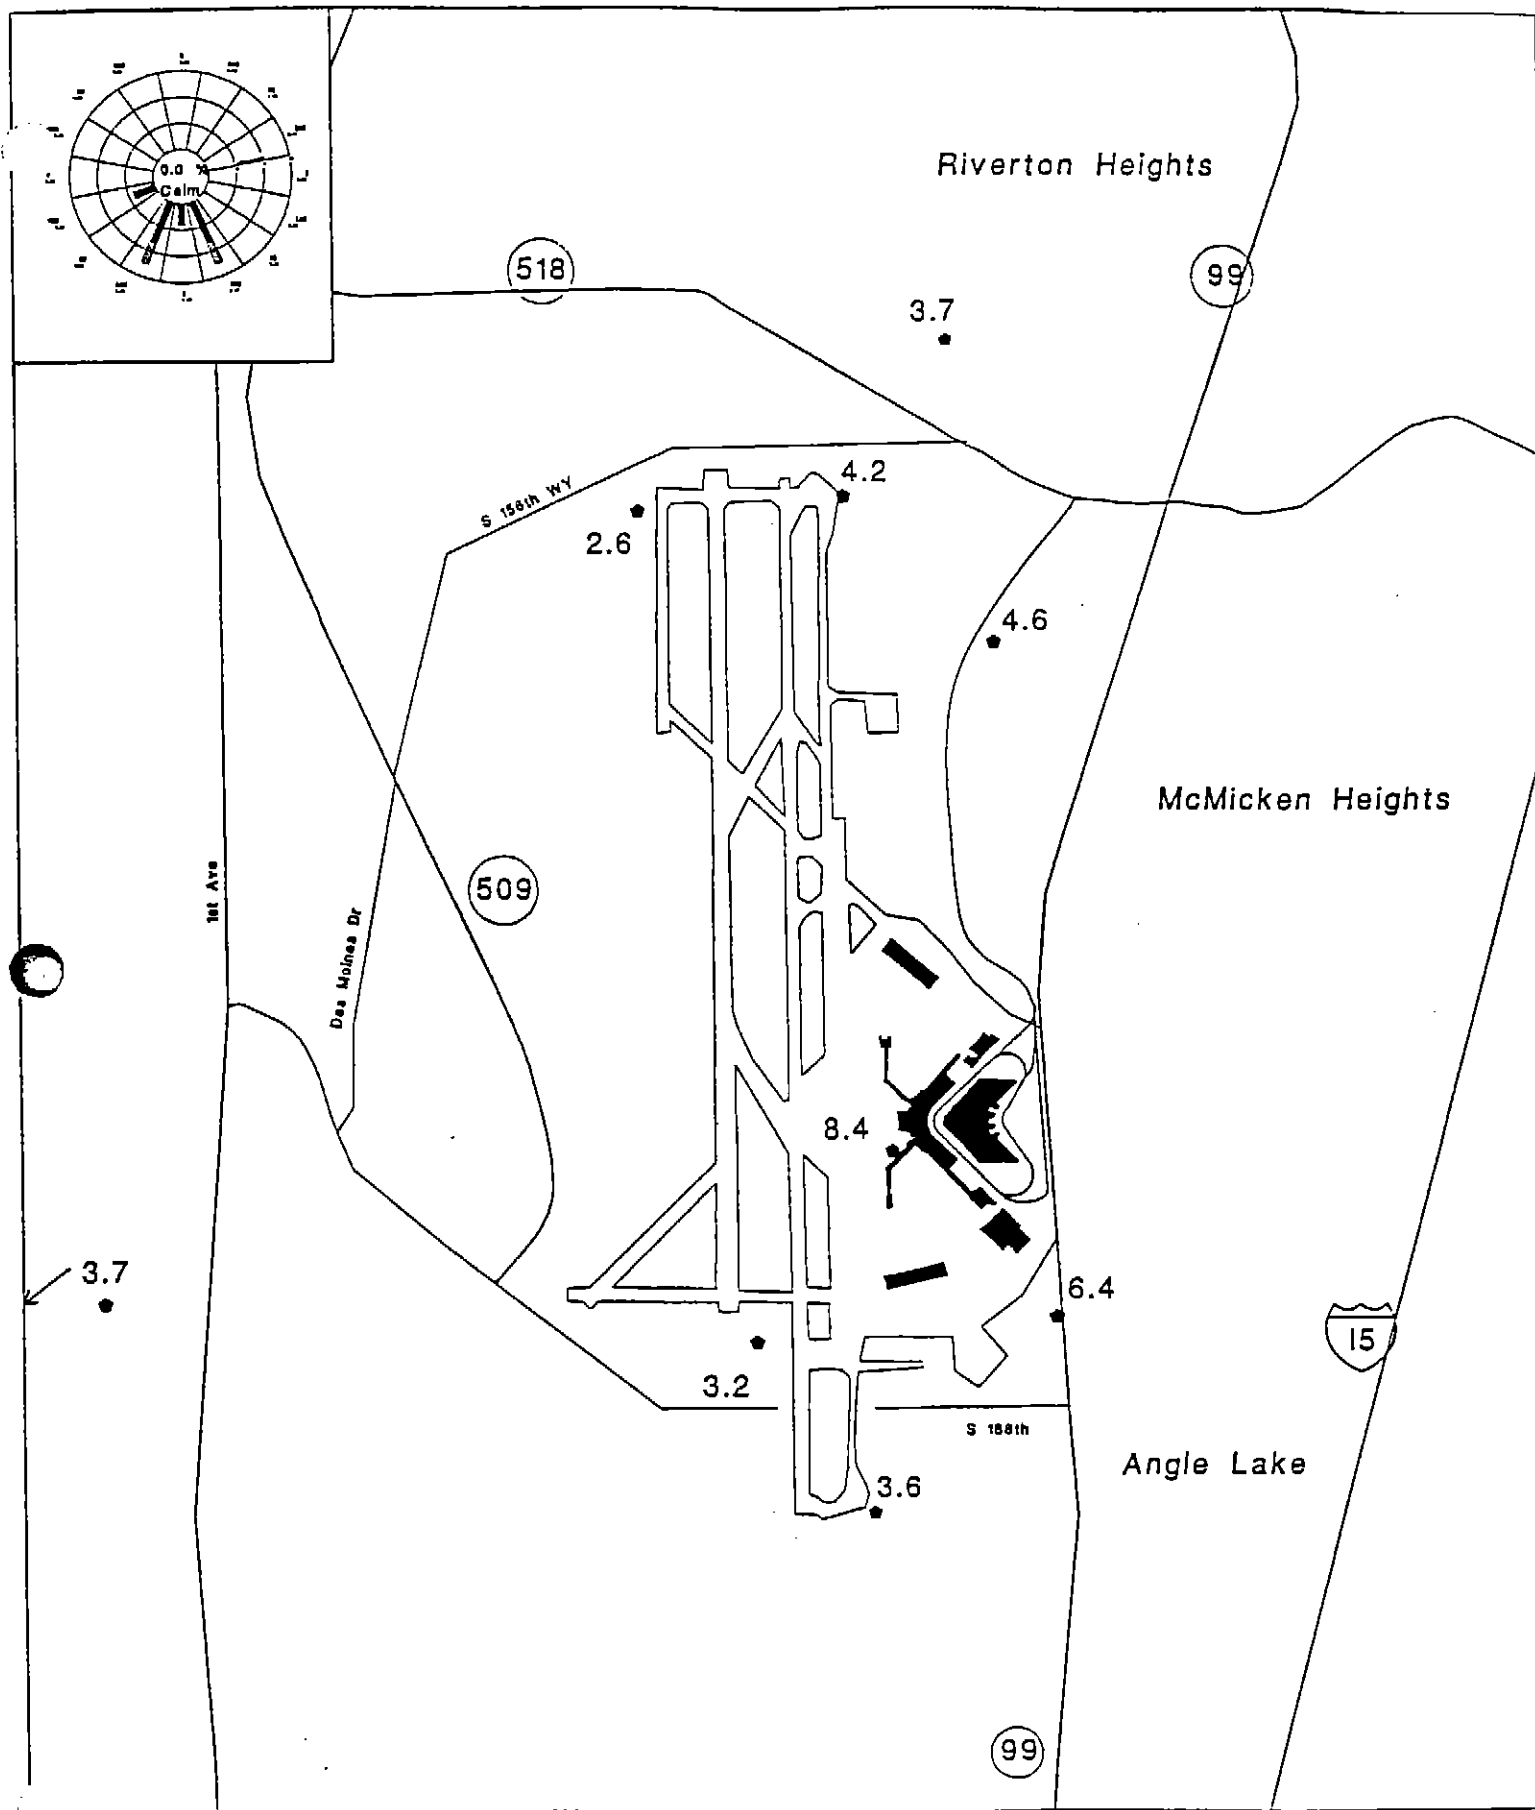 0.0 %
Calm
Riverton Heights
518
99
3.7
4.2
S 156th WY
2.6
4.6
McMicken Heights
1st Ave
509
Des Moines Dr
8.4
3.7
6.4
15
3.2
S 188th
Angle Lake
3.6
99